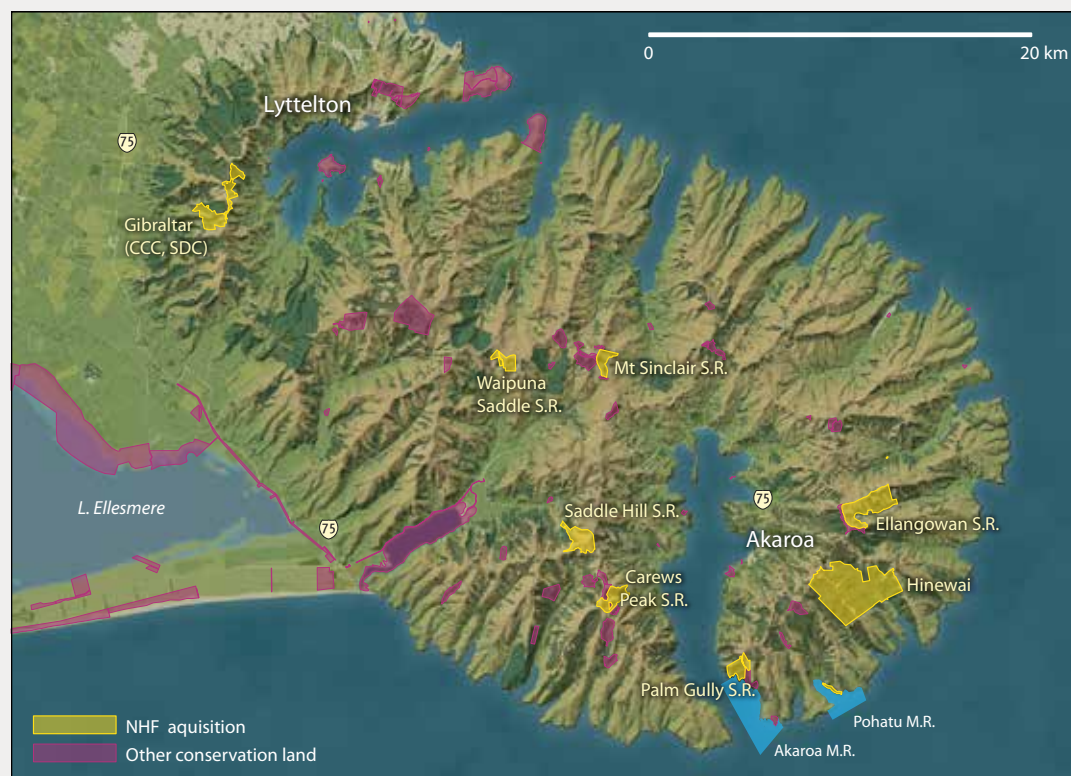 0 20 km
Lyttelton
75
Gibraltar
(CCC, SDC)
Mt Sinclair S.R.
Waipuna
Saddle S.R.
L. Ellesmere
75
75
Saddle Hill S.R.
Ellangowan S.R.
Akaroa
Carews
Peak S.R.
Hinewai
Palm Gully S.R.
Pohatu M.R.
Akaroa M.R.
NHF aquisition
Other conservation land